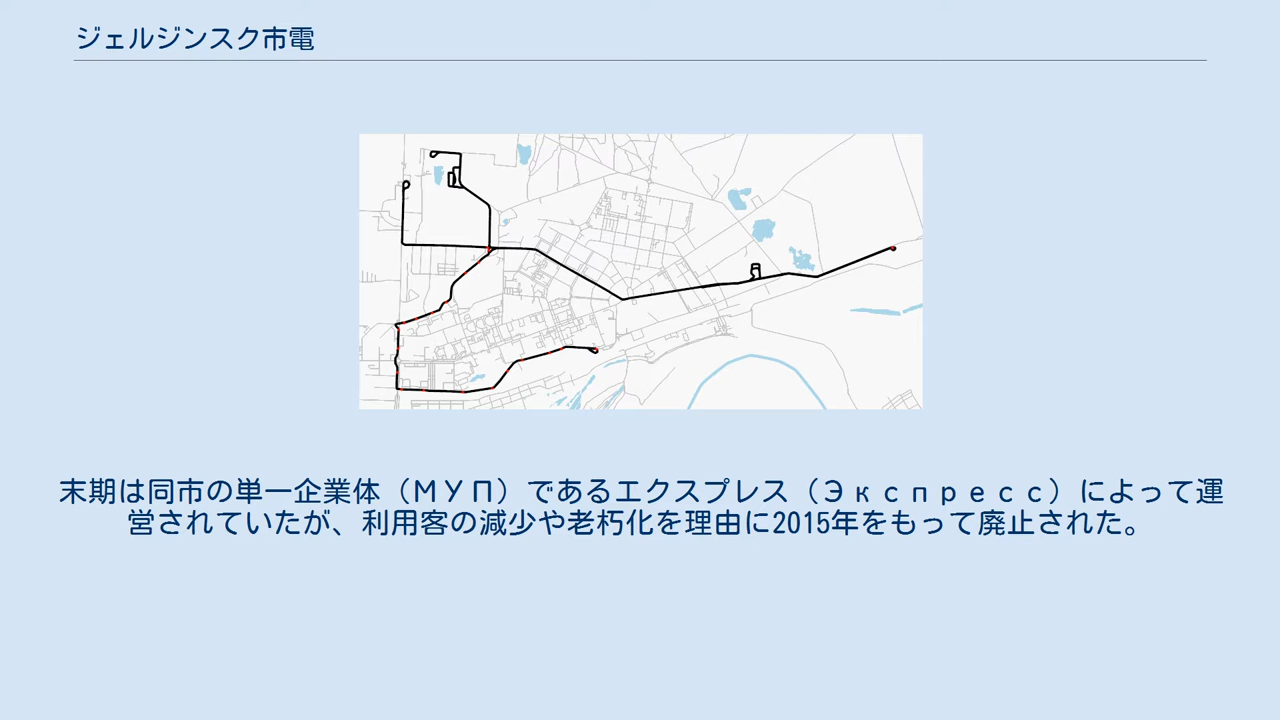 ジェルジンスク市電
末期は同市の単一企業体（ＭУП）であるエクスプレス（Экспресс）によって運
営されていたが、利用客の減少や老朽化を理由に2015年をもって廃止された。